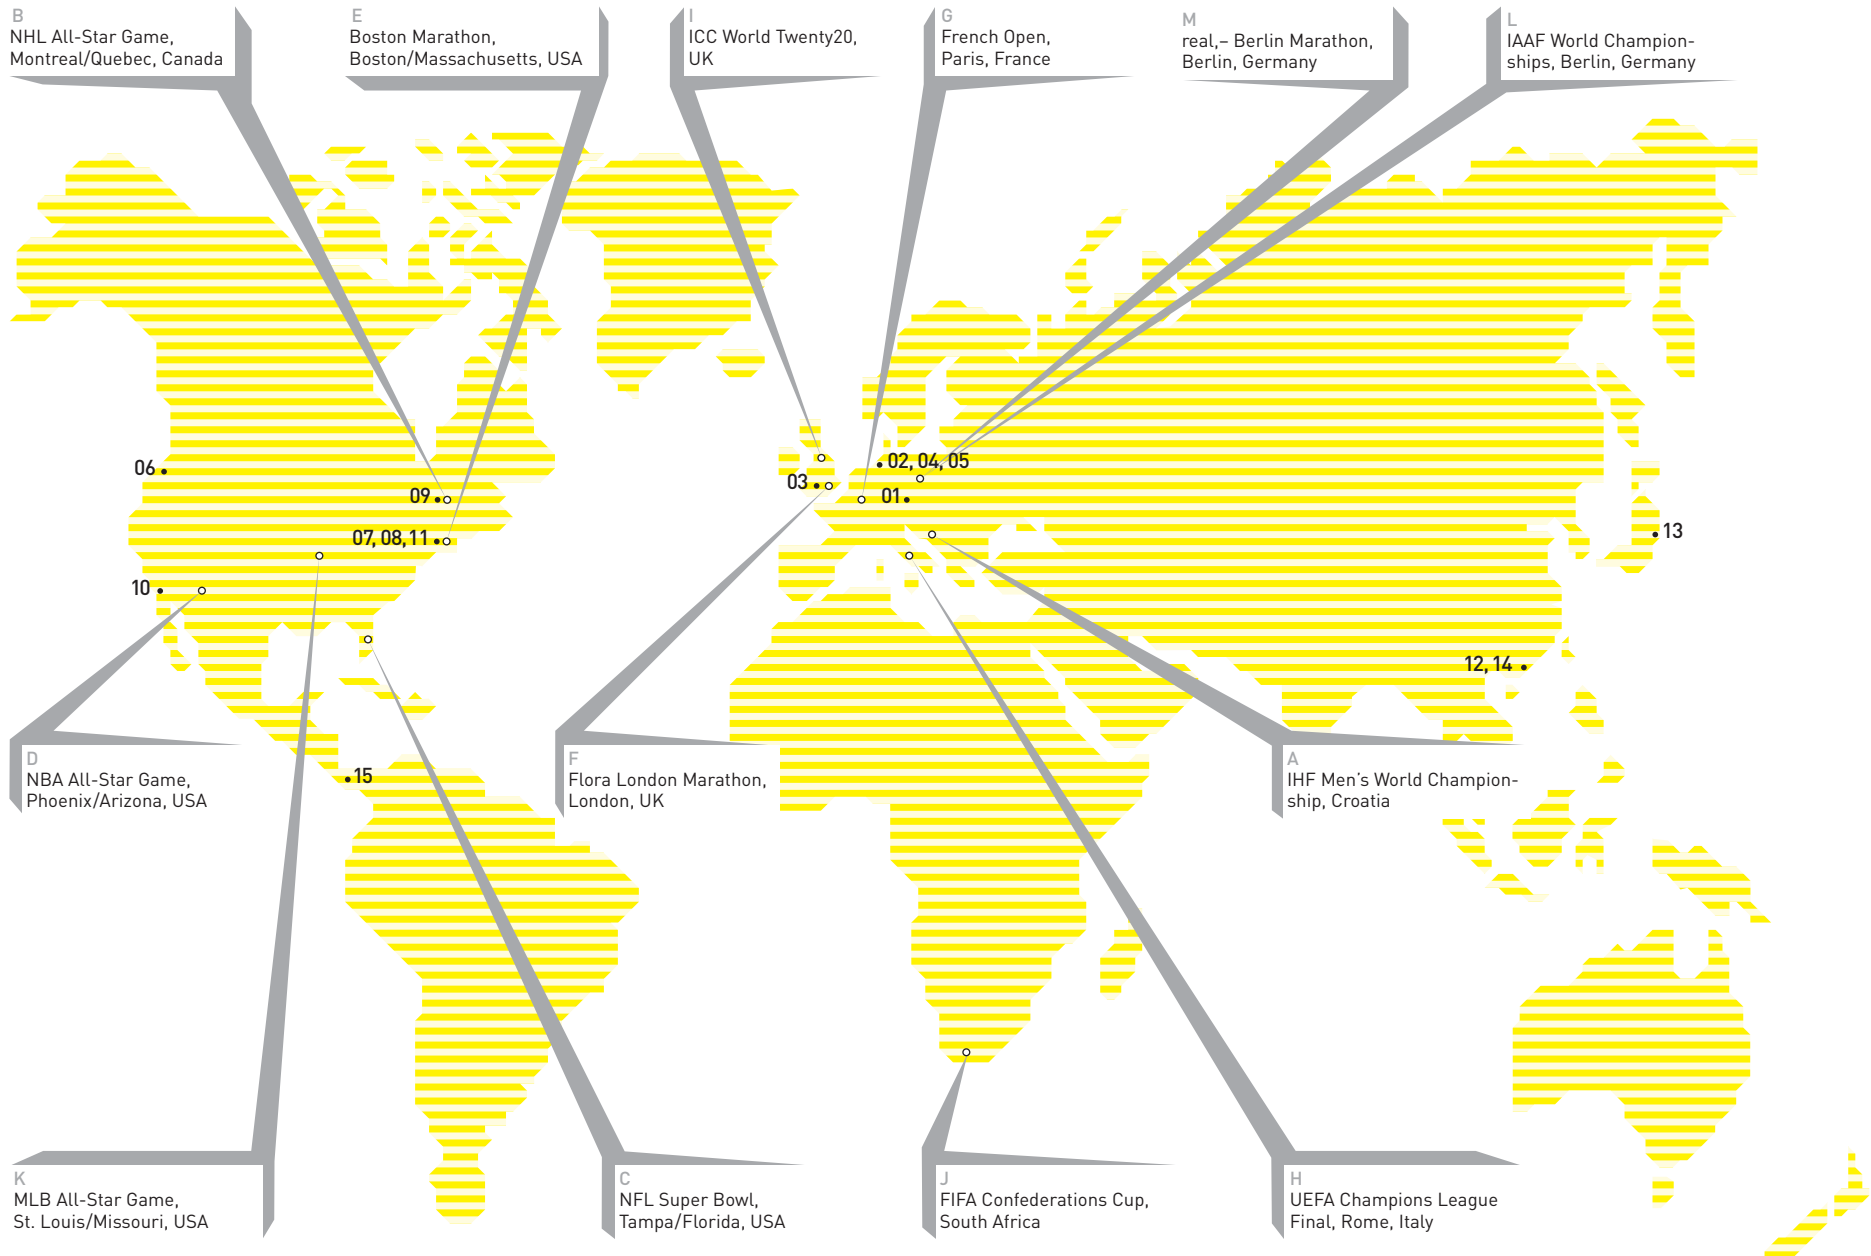 B
NHL All-Star Game,
Montreal/Quebec, Canada
E
Boston Marathon,
Boston/Massachusetts, USA
I
ICC World Twenty20,
UK
G
French Open,
Paris, France
M
real,– Berlin Marathon,
Berlin, Germany
L
IAAF World Champion-
ships, Berlin, Germany
06
09
07, 08, 11
10
03
02, 04, 05
01
13
12, 14
15
D
NBA All-Star Game,
Phoenix/Arizona, USA
F
Flora London Marathon,
London, UK
A
IHF Men’s World Champion-
ship, Croatia
K
MLB All-Star Game,
St. Louis/Missouri, USA
C
NFL Super Bowl,
Tampa/Florida, USA
J
FIFA Confederations Cup,
South Africa
H
UEFA Champions League
Final, Rome, Italy